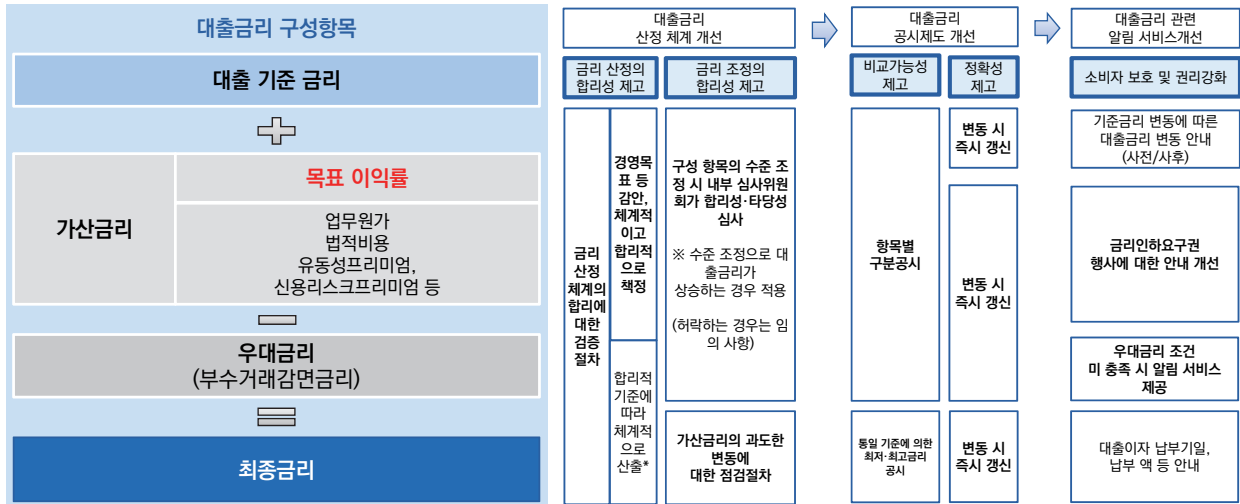 대출금리 구성항목
대출 기준 금리
가산금리
목표 이익률
업무원가
법적비용
유동성프리미엄,
신용리스크프리미엄 등
우대금리
(부수거래감면금리)
최종금리
대출금리
산정 체계 개선
금리 산정의
합리성 제고
금리 조정의
합리성 제고
금리
산정
체계의
합리에
대한
검증
절차
경영목
표 등
감안,
체계적
이고
합리적
으로
책정
합리적
기준에
따라
체계적
으로
산출*
구성 항목의 수준 조
정 시 내부 심사위원
회가 합리성·타당성
심사
※ 수준 조정으로 대
출금리가
상승하는 경우 적용
(허락하는 경우는 임
의 사항)
가산금리의 과도한
변동에
대한 점검절차
대출금리
공시제도 개선
비교가능성
제고
정확성
제고
항목별
구분공시
통일 기준에 의한
최저·최고금리
공시
변동 시
즉시 갱신
변동 시
즉시 갱신
변동 시
즉시 갱신
대출금리 관련
알림 서비스개선
소비자 보호 및 권리강화
기준금리 변동에 따른
대출금리 변동 안내
(사전/사후)
금리인하요구권
행사에 대한 안내 개선
우대금리 조건
미 충족 시 알림 서비스
제공
대출이자 납부기일,
납부 액 등 안내